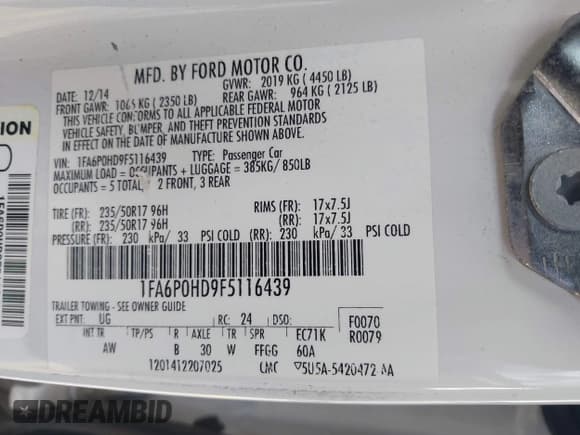 MFD. BY FORD MOTOR CO.
DATE: 12/14 GVWR: 2019 KG ( 4450 LB)
FRONT GAWR: 1066 KG ( 2350 LB) REAR GAWR: 964 KG ( 2125 LB)
THIS VEHICLE CONFORMS TO ALL APPLICABLE FEDERAL MOTOR
VEHICLE SAFETY, BUMPER, AND THEFT PREVENTION STANDARDS
IN EFFECT ON THE DATE OF MANUFACTURE SHOWN ABOVE.
VIN: 1FA6P0HD9F5116439 TYPE: Passenger Car
MAXIMUM LOAD = OCCUPANTS + LUGGAGE = 385KG/ 850LB
OCCUPANTS = 5 TOTAL, 2 FRONT, 3 REAR
TIRE (FR): 235/50R17 96H RIMS (FR): 17x7.5J
(RR): 235/50R17 96H (RR): 17x7.5J
PRESSURE (FR): 230 kPa/ 33 PSI COLD (RR): 230 kPa/ 33 PSI COLD
1FA6P0HD9F5116439
TRAILER TOWING - SEE OWNER GUIDE
EXT PNT: UG RC: 24 DSO: F0070
INT TR TP/PS R AXLE TR SPR EC71K R0079
AW B 30 W FFGG 60A
1201412207025 LMC ▽5U5A-5420472-AA
DREAMBID